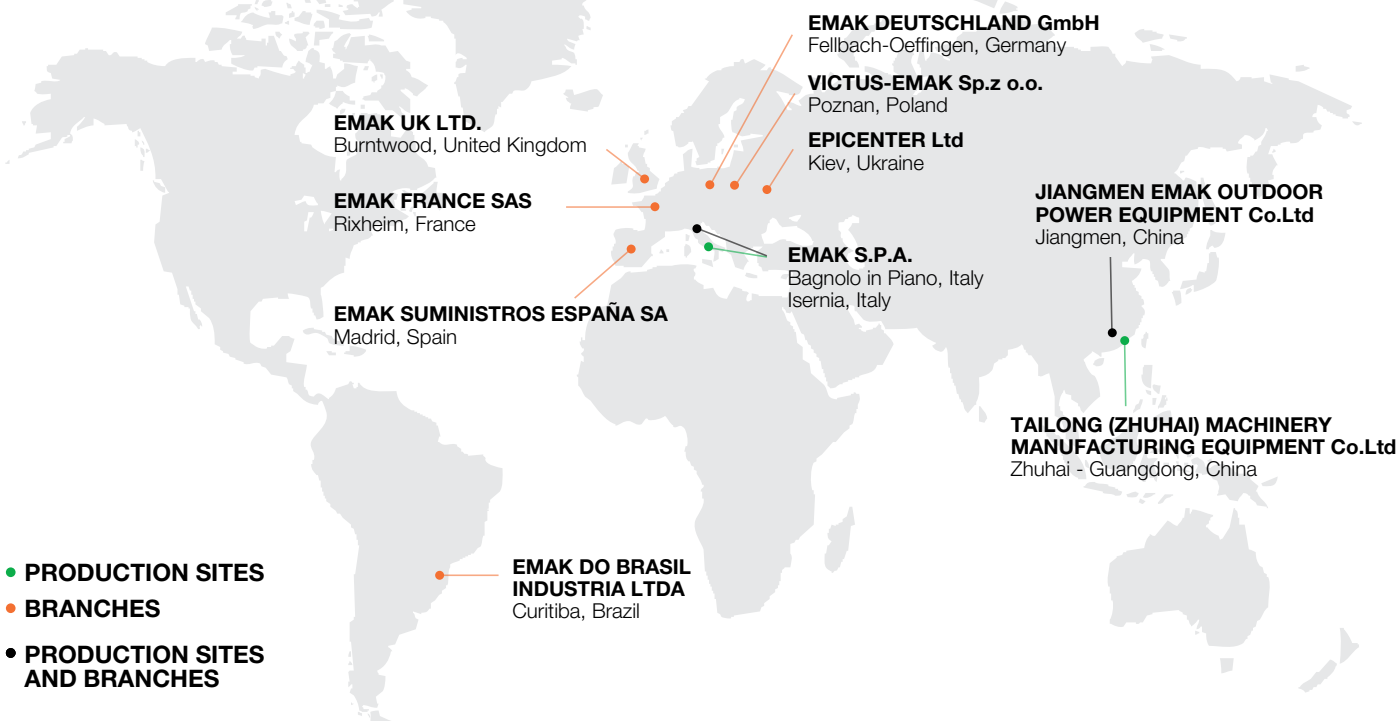 EMAK DEUTSCHLAND GmbH
Fellbach-Oeffingen, Germany
VICTUS-EMAK Sp.z o.o.
Poznan, Poland
EMAK UK LTD.
Burntwood, United Kingdom
EPICENTER Ltd
Kiev, Ukraine
EMAK FRANCE SAS
Rixheim, France
JIANGMEN EMAK OUTDOOR
POWER EQUIPMENT Co.Ltd
Jiangmen, China
EMAK S.P.A.
Bagnolo in Piano, Italy
Isernia, Italy
EMAK SUMINISTROS ESPAÑA SA
Madrid, Spain
TAILONG (ZHUHAI) MACHINERY
MANUFACTURING EQUIPMENT Co.Ltd
Zhuhai - Guangdong, China
EMAK DO BRASIL
INDUSTRIA LTDA
Curitiba, Brazil
PRODUCTION SITES
BRANCHES
PRODUCTION SITES
AND BRANCHES